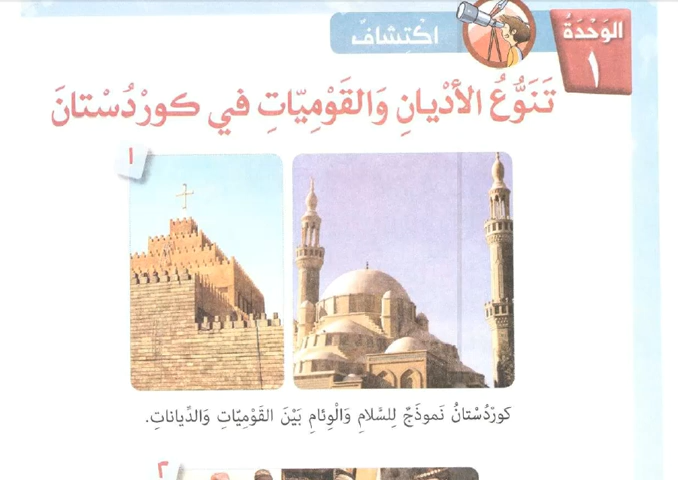 الوَحْدَةُ
١
اكْتِشافٌ
تَنَوُّعُ الأَدْيانِ وَالقَوْمِيّاتِ في كورْدُسْتانَ
١
كورْدُسْتانُ نَموذَجٌ لِلسَّلامِ وَالْوِئامِ بَيْنَ القَوْمِيّاتِ وَالدِّياناتِ.
٢